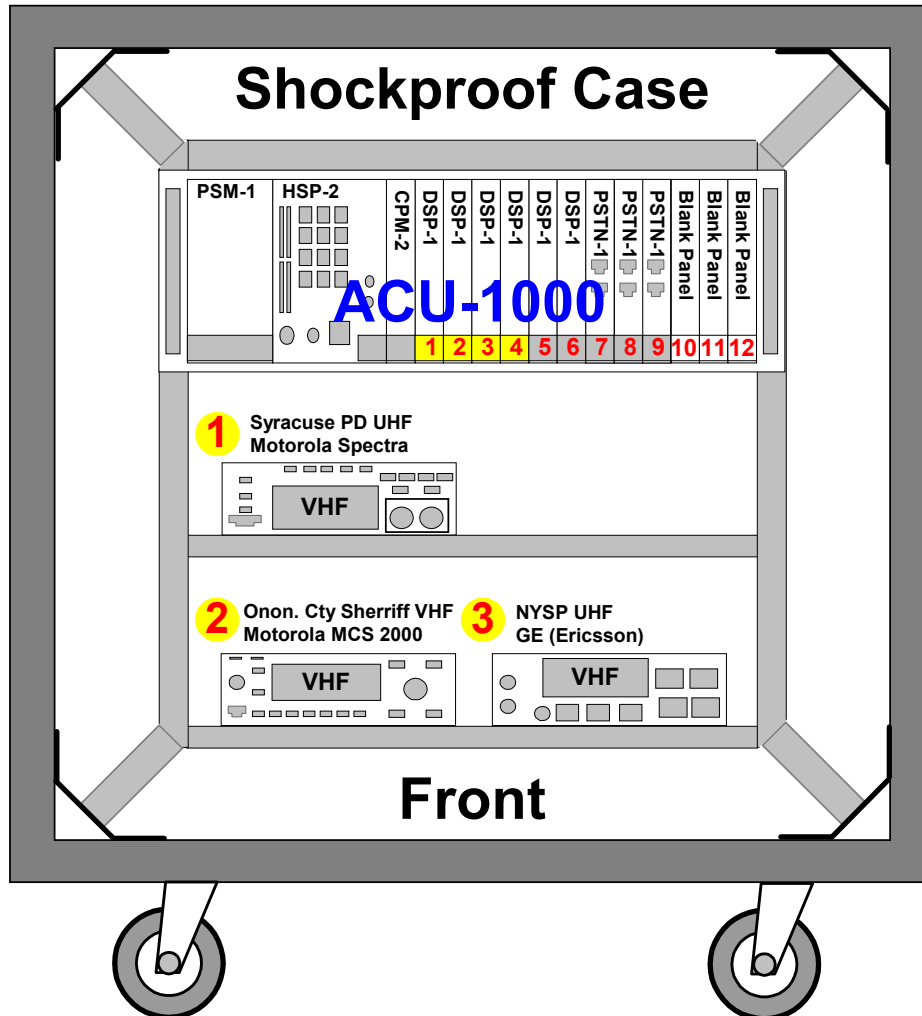 Shockproof Case
PSM-1 HSP-2 CPM-2 DSP-1 DSP-1 DSP-1 DSP-1 DSP-1 DSP-1 PSTN-1 PSTN-1 PSTN-1 Blank Panel Blank Panel Blank Panel
ACU-1000
1 2 3 4 5 6 7 8 9 10 11 12
1 Syracuse PD UHF
Motorola Spectra
VHF
2 Onon. Cty Sherriff VHF
Motorola MCS 2000
VHF
3 NYSP UHF
GE (Ericsson)
VHF
Front